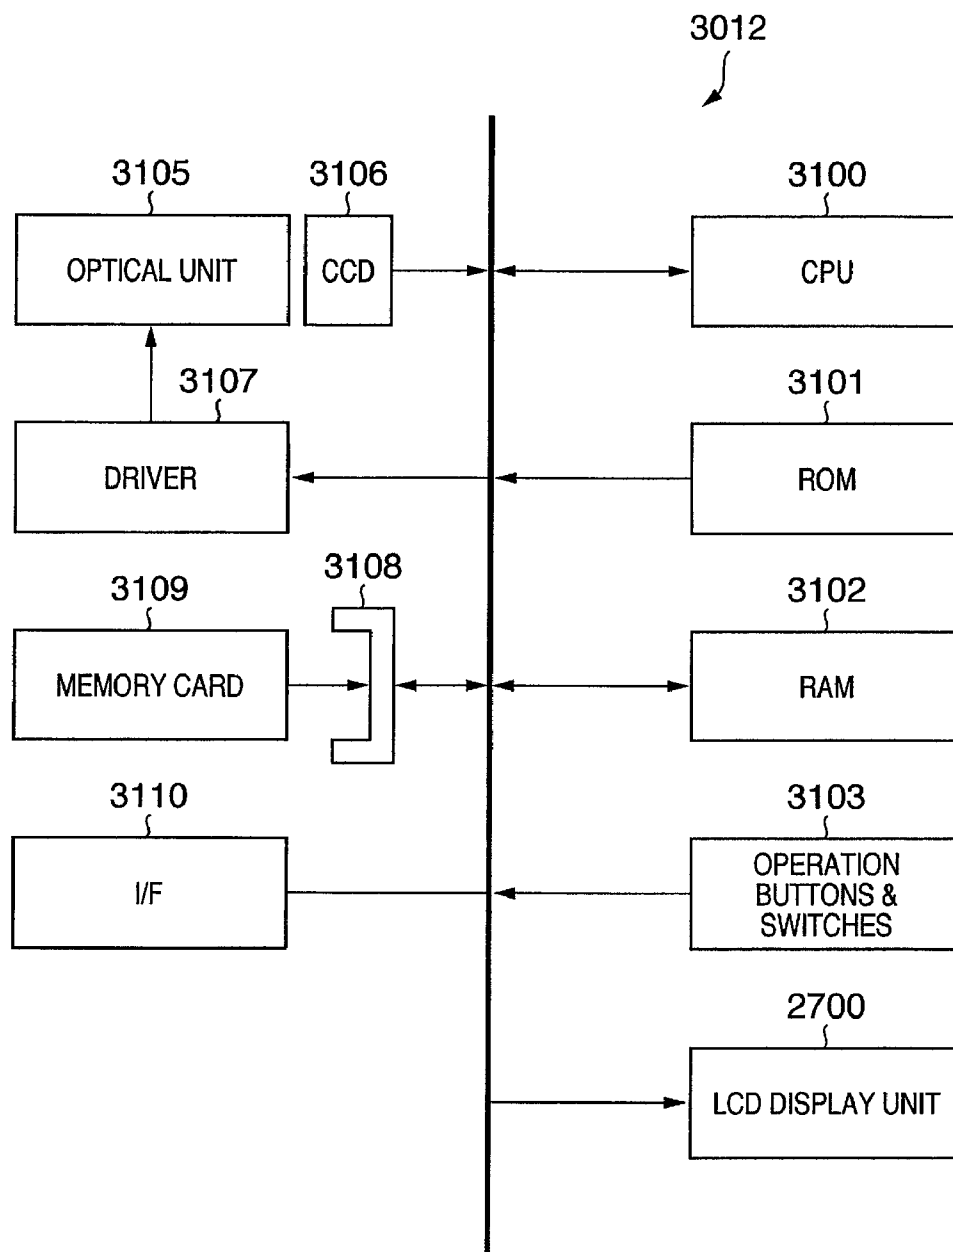 3012
3105
3106
3100
OPTICAL UNIT
CCD
CPU
3107
3101
DRIVER
ROM
3108
3109
3102
MEMORY CARD
RAM
3110
3103
I/F
OPERATION
BUTTONS &
SWITCHES
2700
LCD DISPLAY UNIT